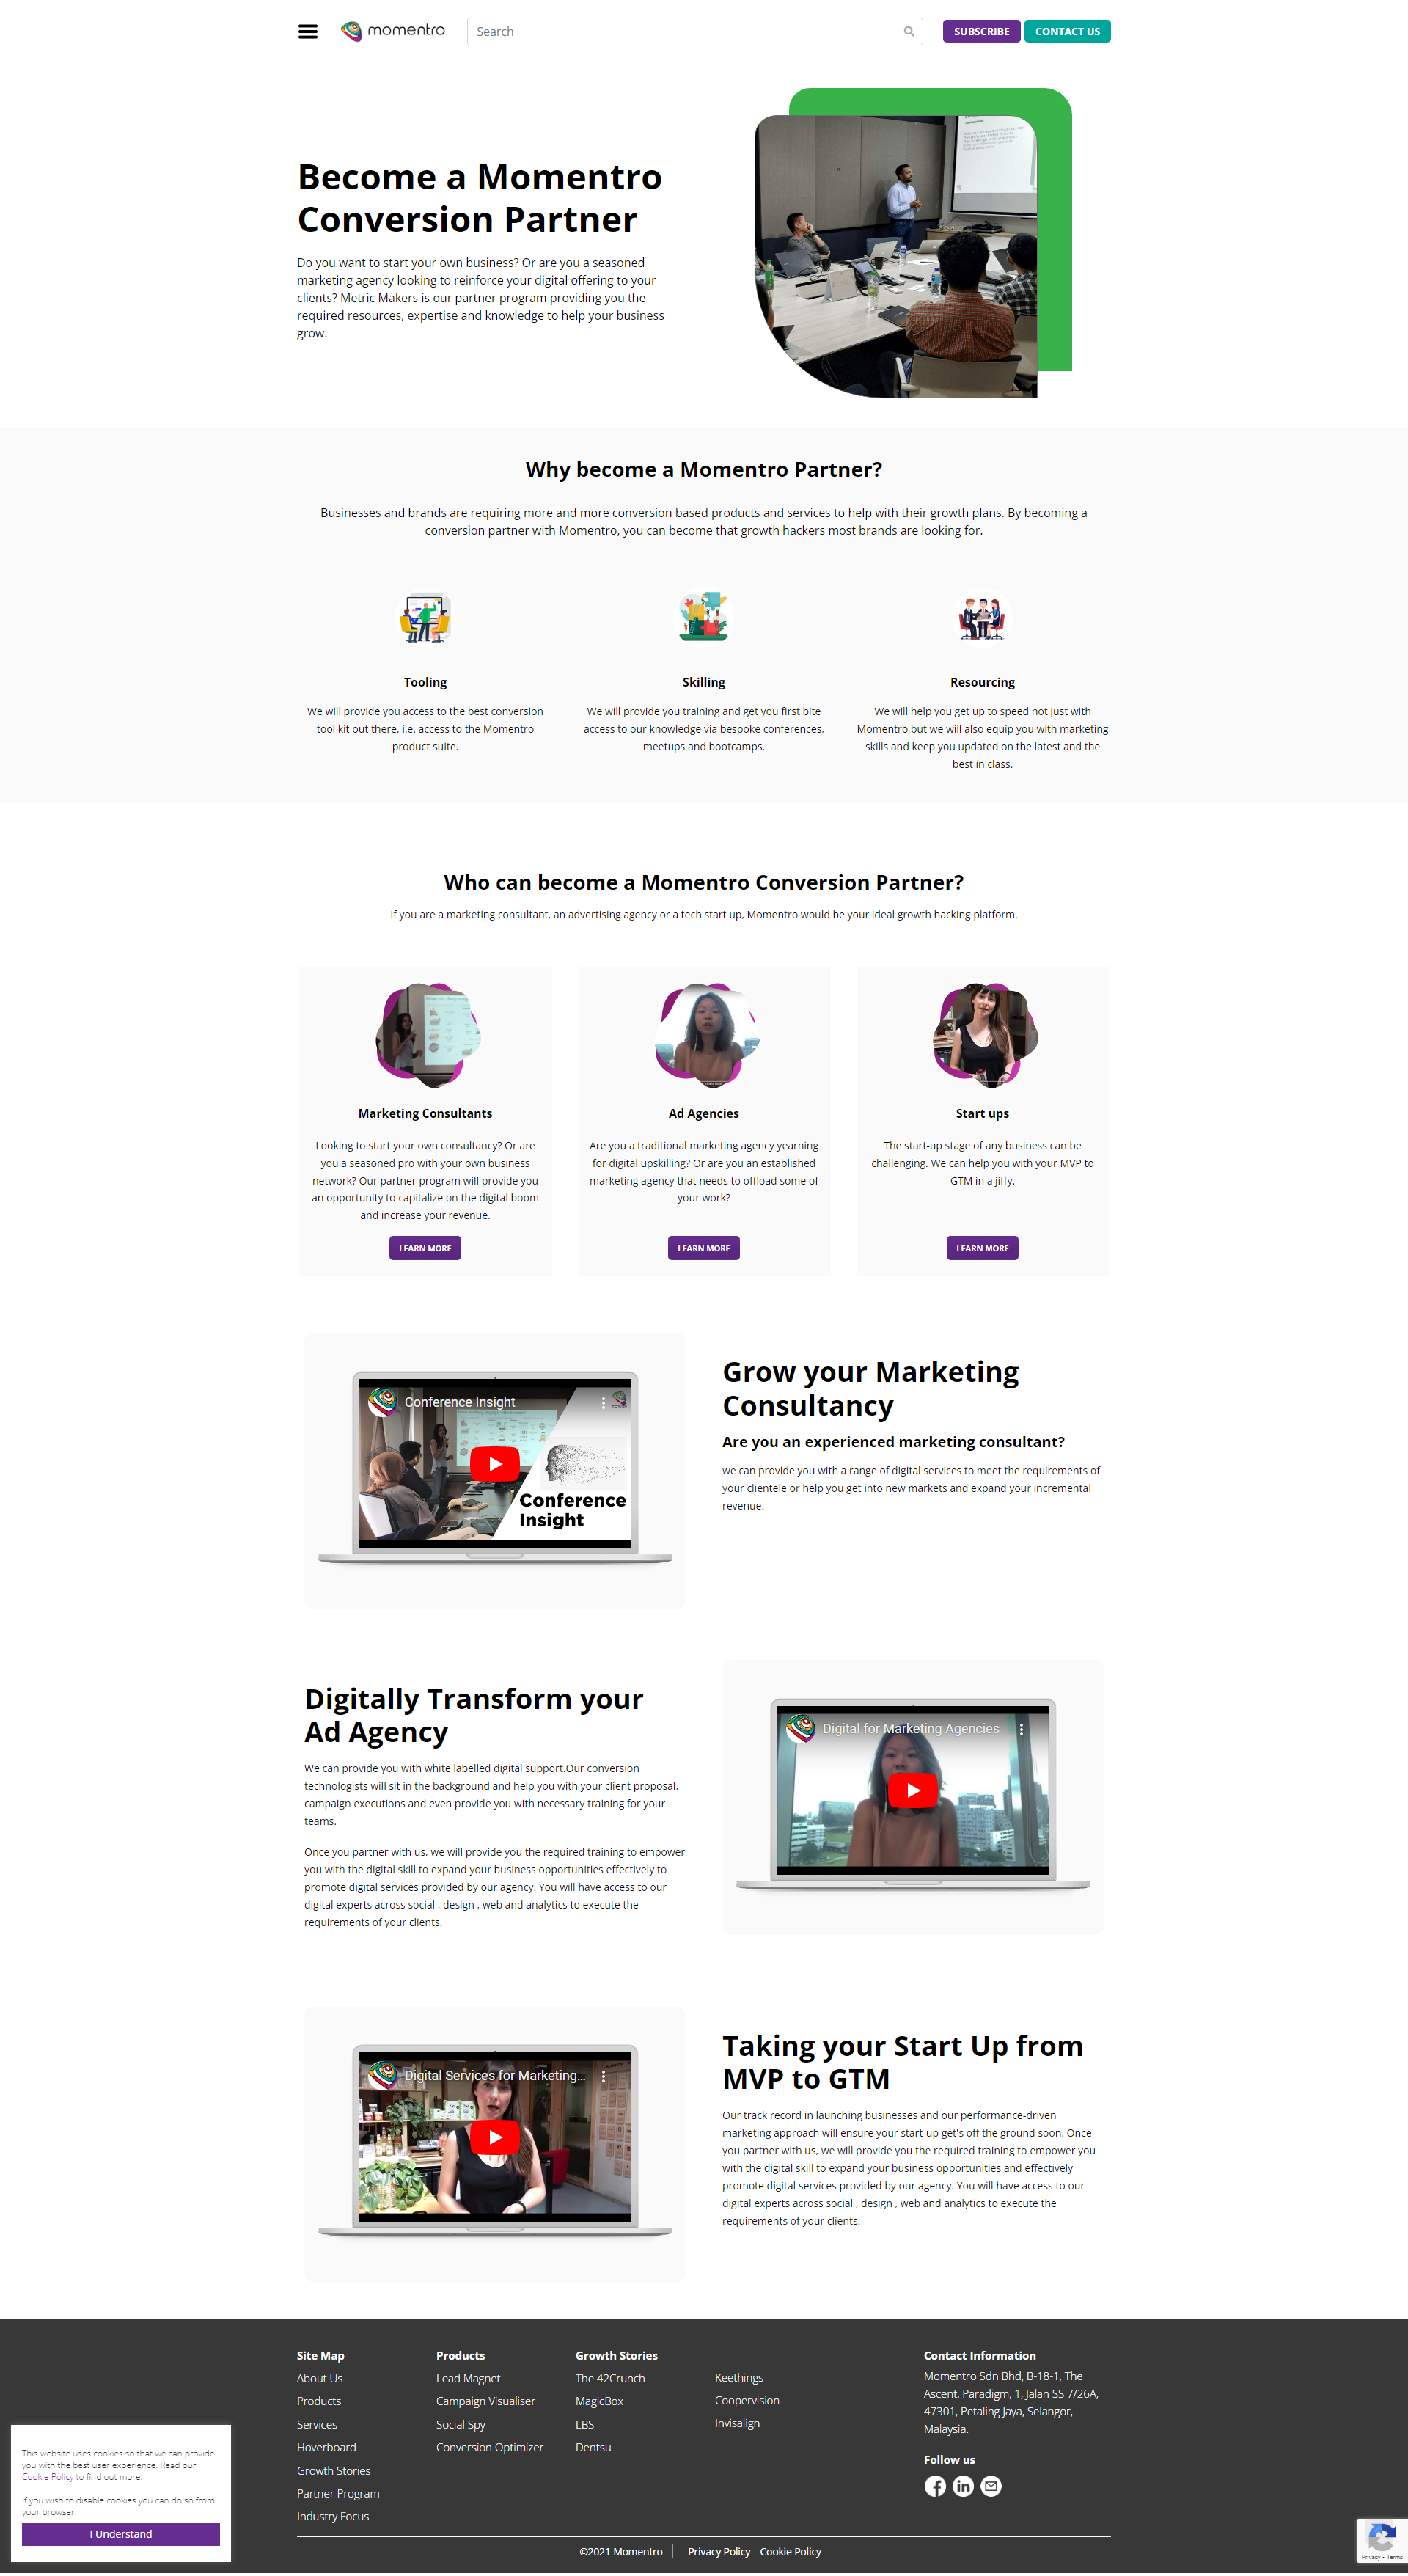 momentro
Search
SUBSCRIBE
CONTACT US
Become a Momentro
Conversion Partner
Do you want to start your own business? Or are you a seasoned
marketing agency looking to reinforce your digital offering to your
clients? Metric Makers is our partner program providing you the
required resources, expertise and knowledge to help your business
grow.
Why become a Momentro Partner?
Businesses and brands are requiring more and more conversion based products and services to help with their growth plans. By becoming a
conversion partner with Momentro, you can become that growth hackers most brands are looking for.
Tooling
We will provide you access to the best conversion
tool kit out there, i.e. access to the Momentro
product suite.
Skilling
We will provide you training and get you first bite
access to our knowledge via bespoke conferences,
meetups and bootcamps.
Resourcing
We will help you get up to speed not just with
Momentro but we will also equip you with marketing
skills and keep you updated on the latest and the
best in class.
Who can become a Momentro Conversion Partner?
If you are a marketing consultant, an advertising agency or a tech start up, Momentro would be your ideal growth hacking platform.
Marketing Consultants
Looking to start your own consultancy? Or are
you a seasoned pro with your own business
network? Our partner program will provide you
an opportunity to capitalize on the digital boom
and increase your revenue.
LEARN MORE
Ad Agencies
Are you a traditional marketing agency yearning
for digital upskilling? Or are you an established
marketing agency that needs to offload some of
your work?
LEARN MORE
Start ups
The start-up stage of any business can be
challenging. We can help you with your MVP to
GTM in a jiffy.
LEARN MORE
Conference Insight
Conference
Insight
Grow your Marketing
Consultancy
Are you an experienced marketing consultant?
we can provide you with a range of digital services to meet the requirements of
your clientele or help you get into new markets and expand your incremental
revenue.
Digitally Transform your
Ad Agency
We can provide you with white labelled digital support.Our conversion
technologists will sit in the background and help you with your client proposal,
campaign executions and even provide you with necessary training for your
teams.
Once you partner with us, we will provide you the required training to empower
you with the digital skill to expand your business opportunities effectively to
promote digital services provided by our agency. You will have access to our
digital experts across social , design , web and analytics to execute the
requirements of your clients.
Digital for Marketing Agencies
Digital Services for Marketing...
Taking your Start Up from
MVP to GTM
Our track record in launching businesses and our performance-driven
marketing approach will ensure your start-up get's off the ground soon. Once
you partner with us, we will provide you the required training to empower you
with the digital skill to expand your business opportunities and effectively
promote digital services provided by our agency. You will have access to our
digital experts across social , design , web and analytics to execute the
requirements of your clients.
Site Map
About Us
Products
Services
Hoverboard
Growth Stories
Partner Program
Industry Focus
Products
Lead Magnet
Campaign Visualiser
Social Spy
Conversion Optimizer
Growth Stories
The 42Crunch
MagicBox
LBS
Dentsu
Keethings
Coopervision
Invisalign
Contact Information
Momentro Sdn Bhd, B-18-1, The
Ascent, Paradigm, 1, Jalan SS 7/26A,
47301, Petaling Jaya, Selangor,
Malaysia.
Follow us
This website uses cookies so that we can provide
you with the best user experience. Read our
Cookie Policy to find out more.
If you wish to disable cookies you can do so from
your browser.
I Understand
©2021 Momentro
Privacy Policy
Cookie Policy
Privacy - Terms